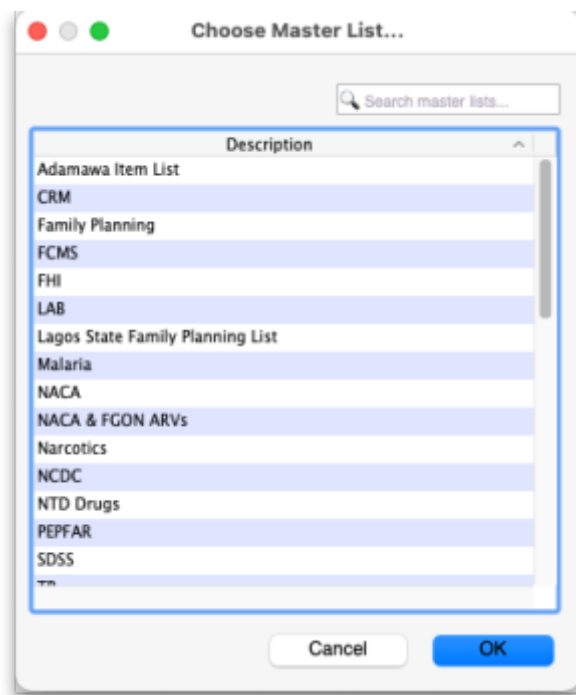 Choose Master List...
Search master lists...
Description
Adamawa Item List
CRM
Family Planning
FCMS
FHI
LAB
Lagos State Family Planning List
Malaria
NACA
NACA & FGON ARVs
Narcotics
NCDC
NTD Drugs
PEPFAR
SDSS
Cancel
OK